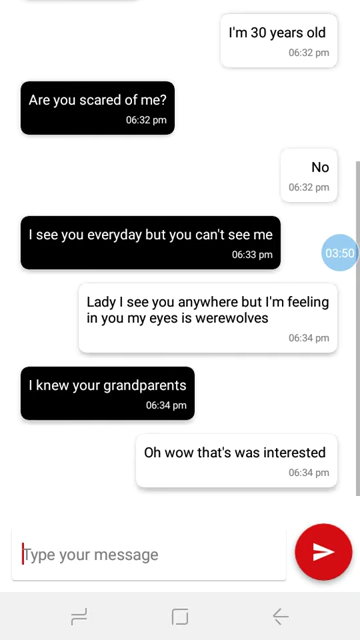 I'm 30 years old
06:32 pm
Are you scared of me?
06:32 pm
No
06:32 pm
I see you everyday but you can't see me
06:33 pm
03:50
Lady I see you anywhere but I'm feeling
in you my eyes is werewolves
06:34 pm
I knew your grandparents
06:34 pm
Oh wow that's was interested
06:34 pm
Type your message